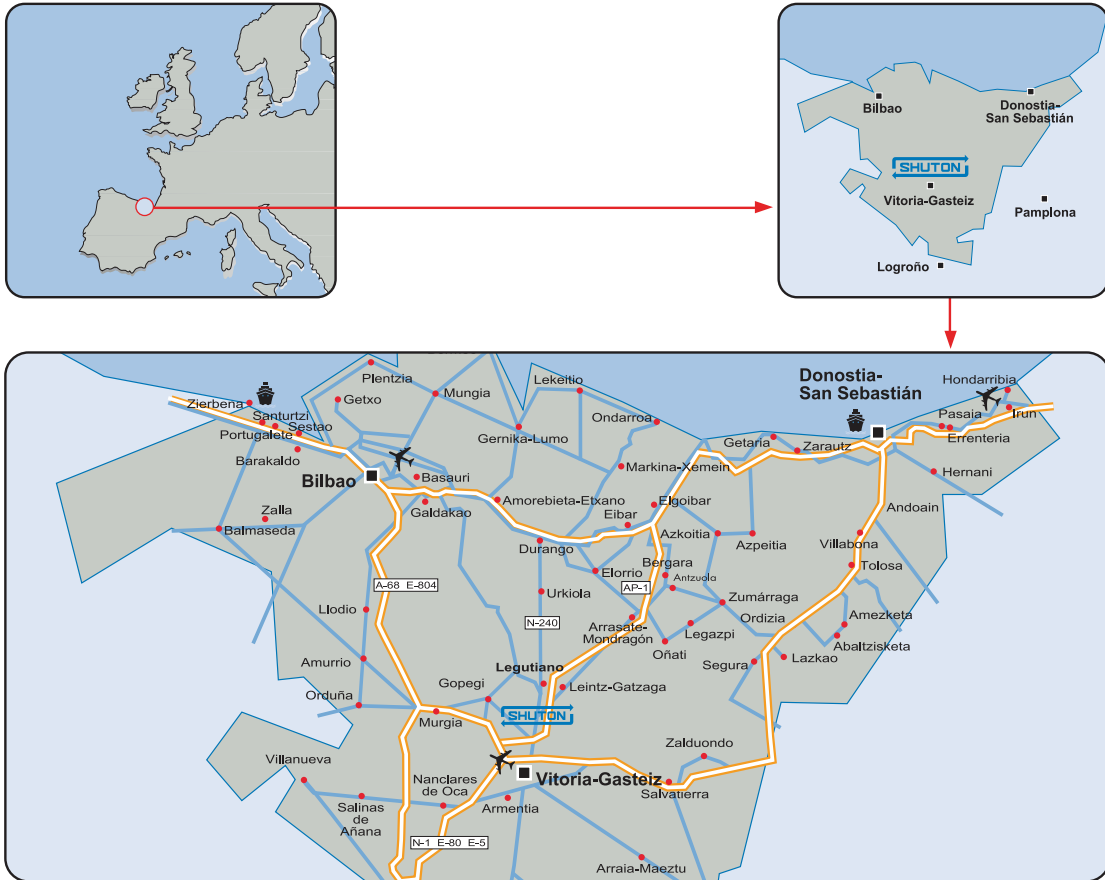 Bilbao
Donostia-
San Sebastián
SHUTON
Vitoria-Gasteiz
Pamplona
Logroño
Plentzia
Lekeitio
Donostia-
San Sebastián
Hondarribia
Zierbena
Getxo
Mungia
Ondarroa
Pasaia
Irun
Santurtzi
Sestao
Portugalete
Gernika-Lumo
Getaria
Zarautz
Errenteria
Barakaldo
Bilbao
Basauri
Markina-Xemein
Hernani
Zalla
Galdakao
Amorebieta-Etxano
Elgoibar
Andoain
Balmaseda
Eibar
Azkoitia
Azpeitia
Villabona
Durango
Bergara
Tolosa
A-68 E-804
Elorrio
AP-1
Antzuola
Urkiola
Zumárraga
Llodio
N-240
Arrasate-
Mondragón
Legazpi
Ordizia
Amezketa
Abaltzisketa
Oñati
Amurrio
Legutiano
Segura
Lazkao
Orduña
Gopegi
Leintz-Gatzaga
Murgia
SHUTON
Zalduondo
Villanueva
Nanclares
de Oca
Vitoria-Gasteiz
Salvatierra
Salinas
de
Añana
Armentia
N-1 E-80 E-5
Arraia-Maeztu